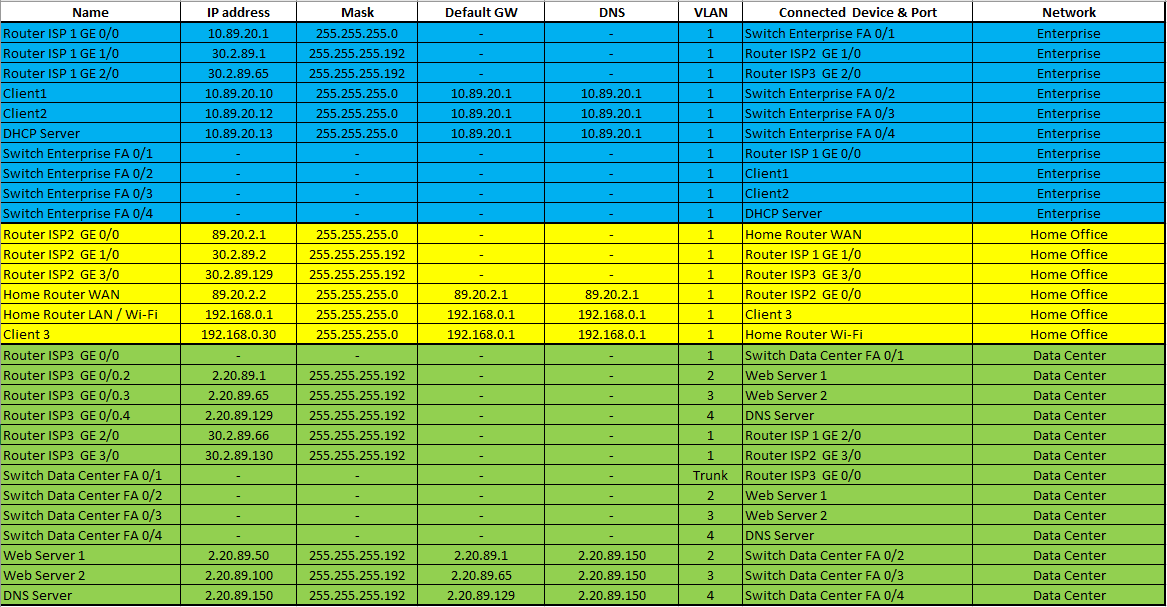 Name IP address Mask Default GW DNS VLAN Connected Device & Port Network
Router ISP 1 GE 0/0 10.89.20.1 255.255.255.0 - - 1 Switch Enterprise FA 0/1 Enterprise
Router ISP 1 GE 1/0 30.2.89.1 255.255.255.192 - - 1 Router ISP2 GE 1/0 Enterprise
Router ISP 1 GE 2/0 30.2.89.65 255.255.255.192 - - 1 Router ISP3 GE 2/0 Enterprise
Client1 10.89.20.10 255.255.255.0 10.89.20.1 10.89.20.1 1 Switch Enterprise FA 0/2 Enterprise
Client2 10.89.20.12 255.255.255.0 10.89.20.1 10.89.20.1 1 Switch Enterprise FA 0/3 Enterprise
DHCP Server 10.89.20.13 255.255.255.0 10.89.20.1 10.89.20.1 1 Switch Enterprise FA 0/4 Enterprise
Switch Enterprise FA 0/1 - - - - 1 Router ISP 1 GE 0/0 Enterprise
Switch Enterprise FA 0/2 - - - - 1 Client1 Enterprise
Switch Enterprise FA 0/3 - - - - 1 Client2 Enterprise
Switch Enterprise FA 0/4 - - - - 1 DHCP Server Enterprise
Router ISP2 GE 0/0 89.20.2.1 255.255.255.0 - - 1 Home Router WAN Home Office
Router ISP2 GE 1/0 30.2.89.2 255.255.255.192 - - 1 Router ISP 1 GE 1/0 Home Office
Router ISP2 GE 3/0 30.2.89.129 255.255.255.192 - - 1 Router ISP3 GE 3/0 Home Office
Home Router WAN 89.20.2.2 255.255.255.0 89.20.2.1 89.20.2.1 1 Router ISP2 GE 0/0 Home Office
Home Router LAN / Wi-Fi 192.168.0.1 255.255.255.0 192.168.0.1 192.168.0.1 1 Client 3 Home Office
Client 3 192.168.0.30 255.255.255.0 192.168.0.1 192.168.0.1 1 Home Router Wi-Fi Home Office
Router ISP3 GE 0/0 - - - - 1 Switch Data Center FA 0/1 Data Center
Router ISP3 GE 0/0.2 2.20.89.1 255.255.255.192 - - 2 Web Server 1 Data Center
Router ISP3 GE 0/0.3 2.20.89.65 255.255.255.192 - - 3 Web Server 2 Data Center
Router ISP3 GE 0/0.4 2.20.89.129 255.255.255.192 - - 4 DNS Server Data Center
Router ISP3 GE 2/0 30.2.89.66 255.255.255.192 - - 1 Router ISP 1 GE 2/0 Data Center
Router ISP3 GE 3/0 30.2.89.130 255.255.255.192 - - 1 Router ISP2 GE 3/0 Data Center
Switch Data Center FA 0/1 - - - - Trunk Router ISP3 GE 0/0 Data Center
Switch Data Center FA 0/2 - - - - 2 Web Server 1 Data Center
Switch Data Center FA 0/3 - - - - 3 Web Server 2 Data Center
Switch Data Center FA 0/4 - - - - 4 DNS Server Data Center
Web Server 1 2.20.89.50 255.255.255.192 2.20.89.1 2.20.89.150 2 Switch Data Center FA 0/2 Data Center
Web Server 2 2.20.89.100 255.255.255.192 2.20.89.65 2.20.89.150 3 Switch Data Center FA 0/3 Data Center
DNS Server 2.20.89.150 255.255.255.192 2.20.89.129 2.20.89.150 4 Switch Data Center FA 0/4 Data Center